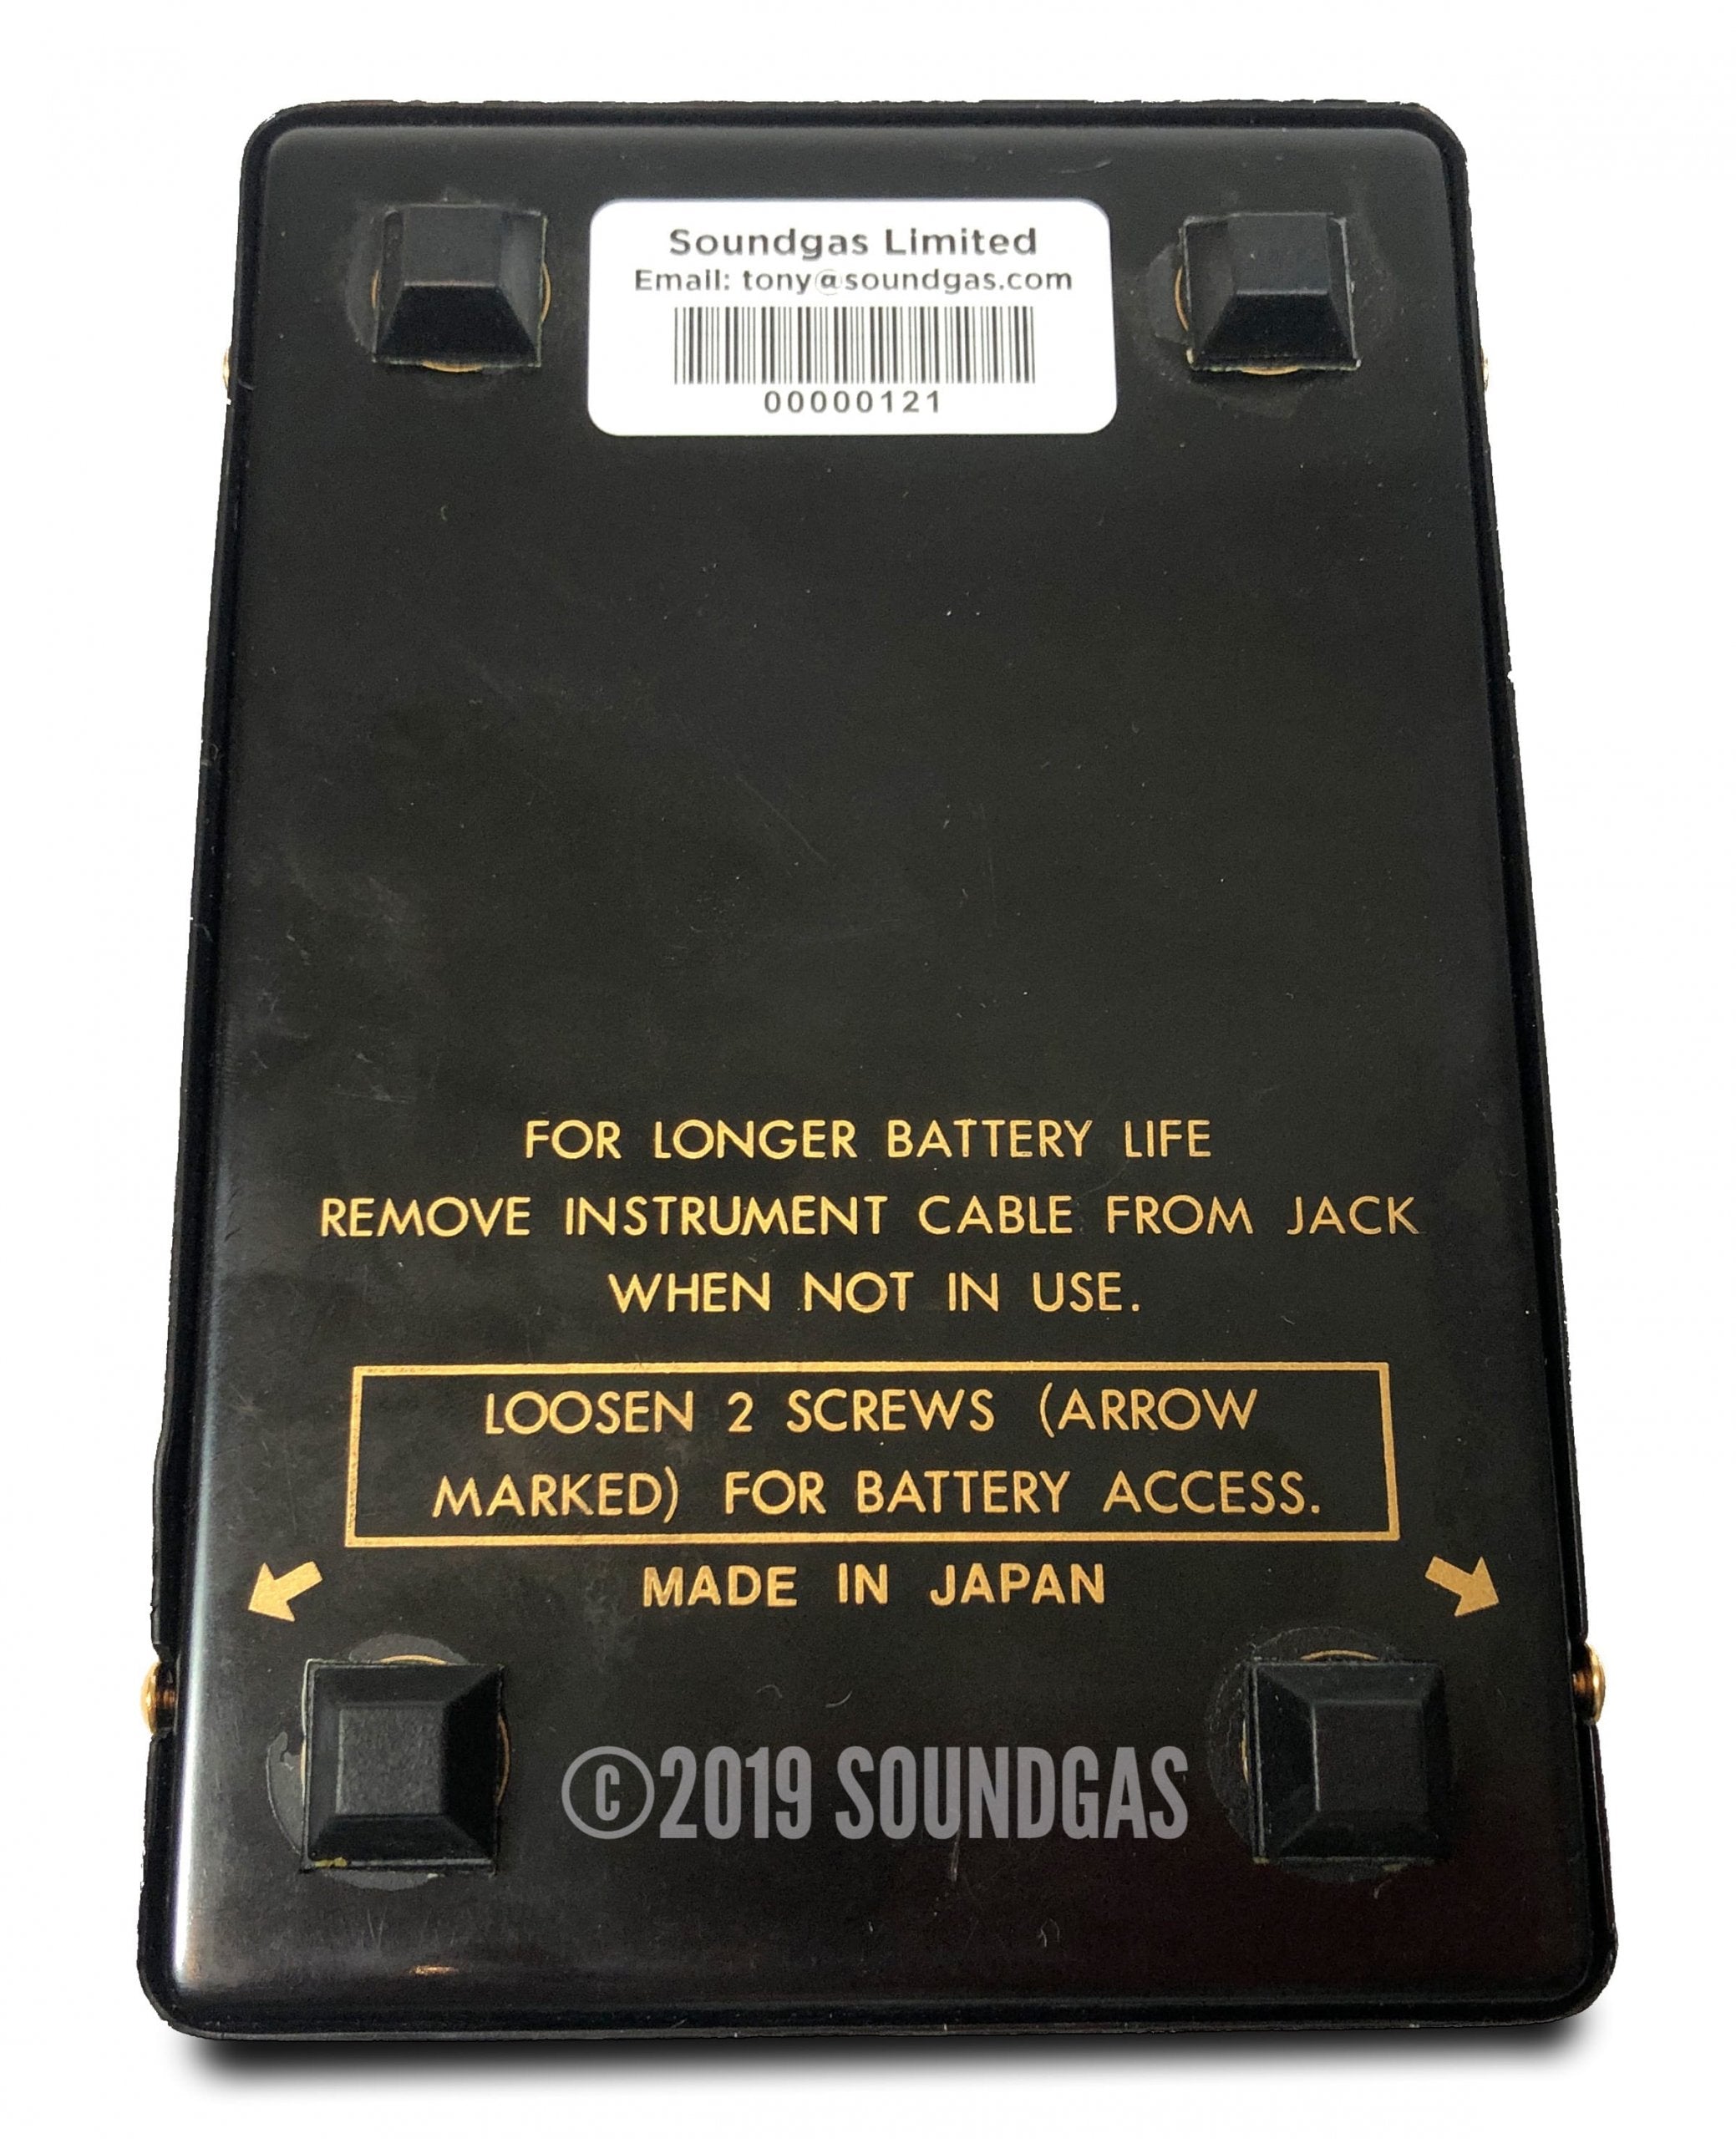 Soundgas Limited
Email: tony@soundgas.com
00000121
FOR LONGER BATTERY LIFE
REMOVE INSTRUMENT CABLE FROM JACK
WHEN NOT IN USE.
LOOSEN 2 SCREWS (ARROW
MARKED) FOR BATTERY ACCESS.
MADE IN JAPAN
©2019 SOUNDGAS